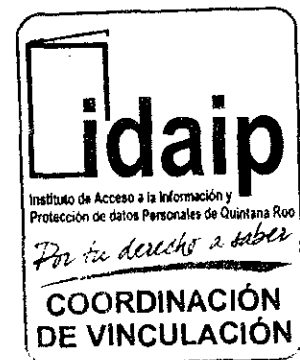 idaip
Instituto de Acceso a la Información y
Protección de datos Personales de Quintana Roo
Por tu derecho a saber
COORDINACIÓN
DE VINCULACIÓN